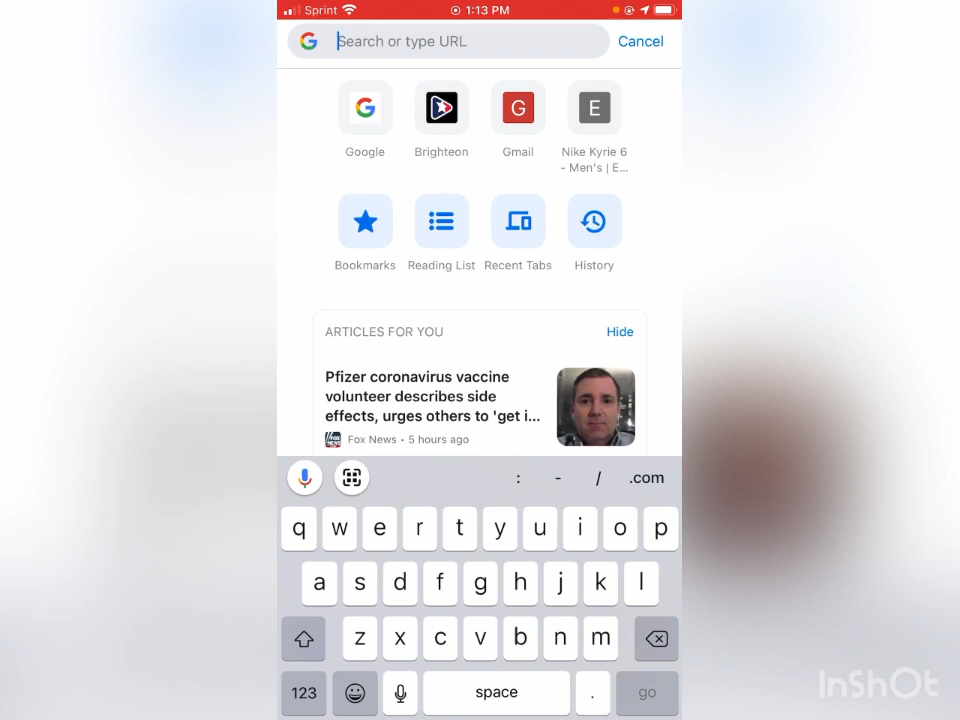 Sprint 1:13 PM
G Search or type URL Cancel
G G E
Google Brighteon Gmail Nike Kyrie 6
- Men's | E...
Bookmarks Reading List Recent Tabs History
ARTICLES FOR YOU Hide
Pfizer coronavirus vaccine
volunteer describes side
effects, urges others to 'get i...
FOX NEWS Fox News • 5 hours ago
: - / .com
q w e r t y u i o p
a s d f g h j k l
z x c v b n m
123 space . go
InShOt